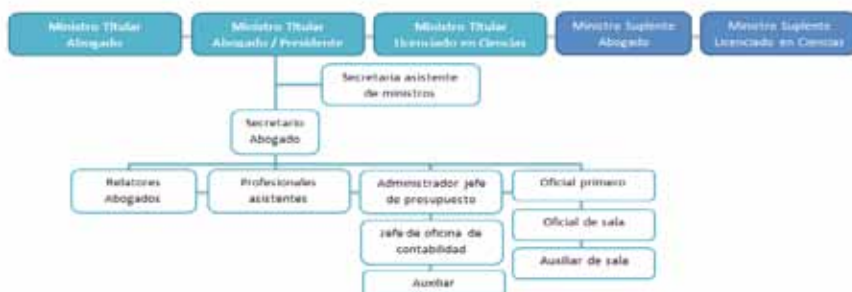 Ministro Titular
Abogado
Ministro Titular
Abogado / Presidente
Ministro Titular
Licenciado en Ciencias
Ministro Suplente
Abogado
Ministro Suplente
Licenciado en Ciencias
Secretaria asistente
de ministros
Secretario
Abogado
Relatores
Abogados
Profesionales
asistentes
Administrador jefe
de presupuesto
Oficial primero
Jefe de oficina de
contabilidad
Oficial de sala
Auxiliar
Auxiliar de sala